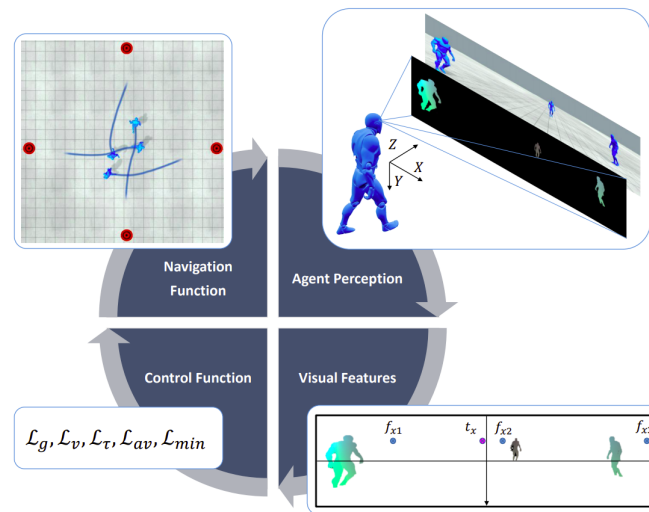 Z
X
Y
Navigation
Function
Agent Perception
Control Function
Visual Features
ℒg, ℒv, ℒτ, ℒav, ℒmin
fx1
tx
fx2